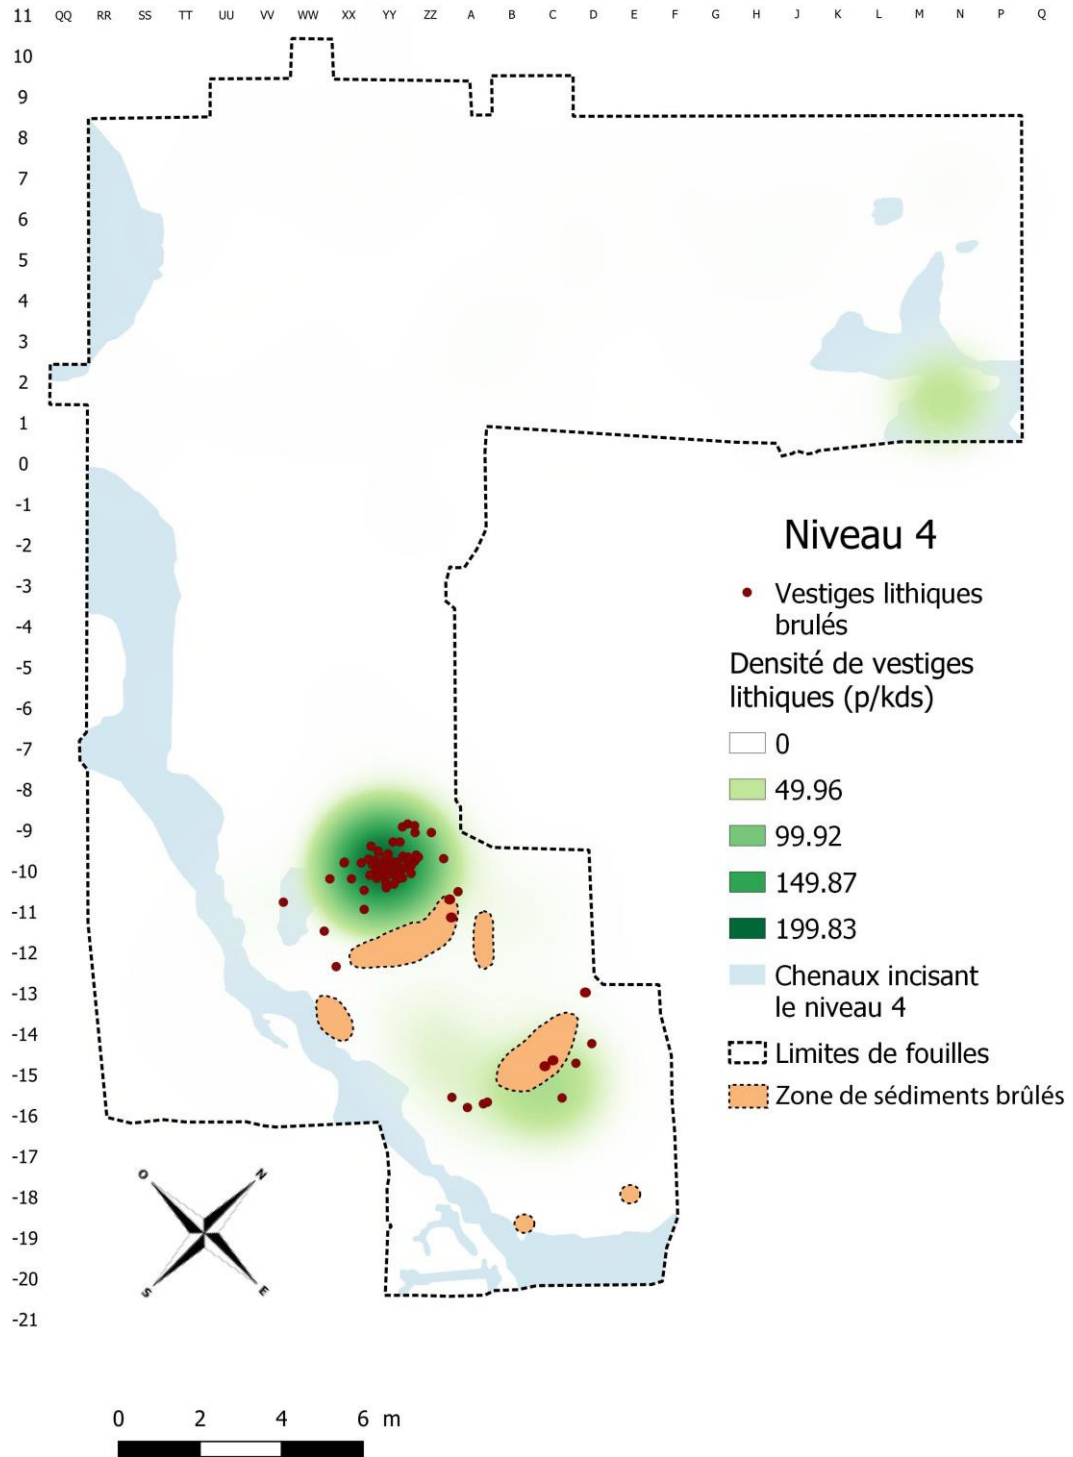 11 QQ RR SS TT UU VV WW XX YY ZZ A B C D E F G H J K L M N P Q
10
9
8
7
6
5
4
3
2
1
0
-1
-2
-3
-4
-5
-6
-7
-8
-9
-10
-11
-12
-13
-14
-15
-16
-17
-18
-19
-20
-21
Niveau 4
Vestiges lithiques
brulés
Densité de vestiges
lithiques (p/kds)
0
49.96
99.92
149.87
199.83
Chenaux incisant
le niveau 4
Limites de fouilles
Zone de sédiments brûlés
O N
S E
0 2 4 6 m